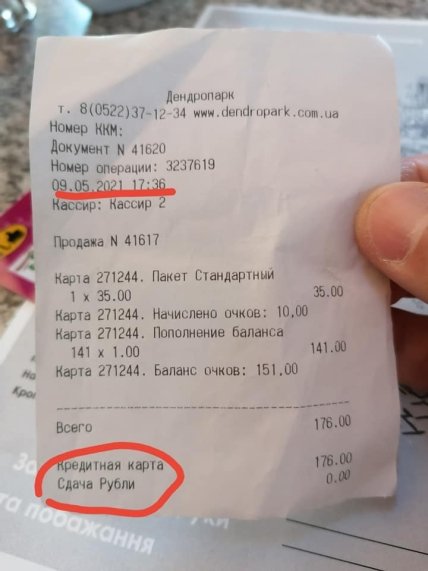 Дендропарк
т. 8(0522)37-12-34 www.dendropark.com.ua
Номер ККМ:
Документ N 41620
Номер операции: 3237619
09.05.2021 17:36
Кассир: Кассир 2
Продажа N 41617
Карта 271244. Пакет Стандартный
1 x 35.00 35.00
Карта 271244. Начислено очков: 10,00
Карта 271244. Пополнение баланса
141 x 1.00 141.00
Карта 271244. Баланс очков: 151,00
Всего 176.00
Кредитная карта 176.00
Сдача Рубли 0.00
та побажання